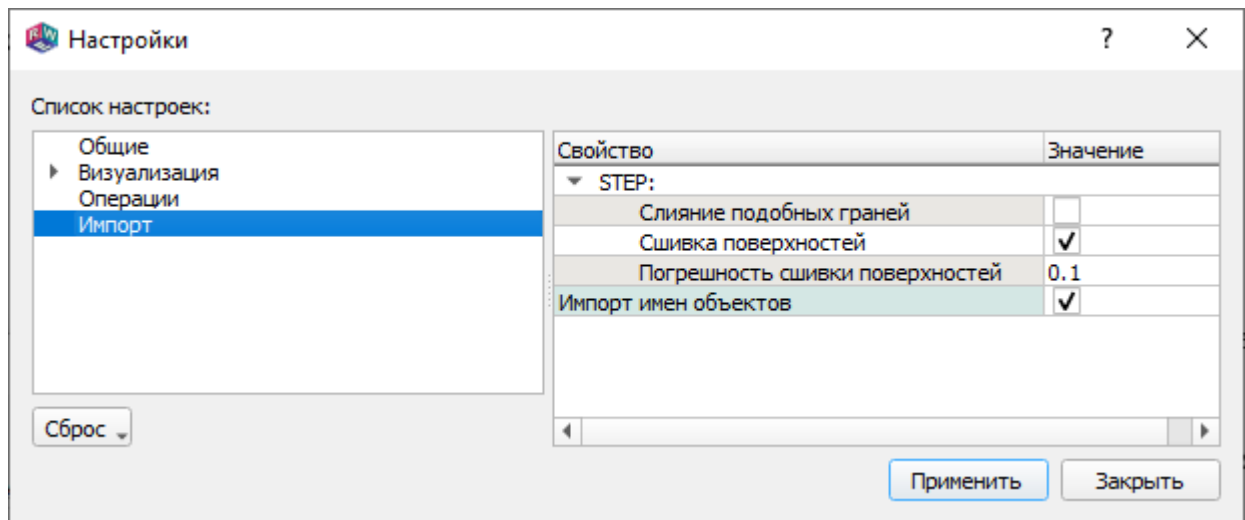 Настройки
?
Список настроек:
Общие
Визуализация
Операции
Импорт
Свойство Значение
STEP:
Слияние подобных граней
Сшивка поверхностей
Погрешность сшивки поверхностей 0.1
Импорт имен объектов
Сброс
Применить Закрыть